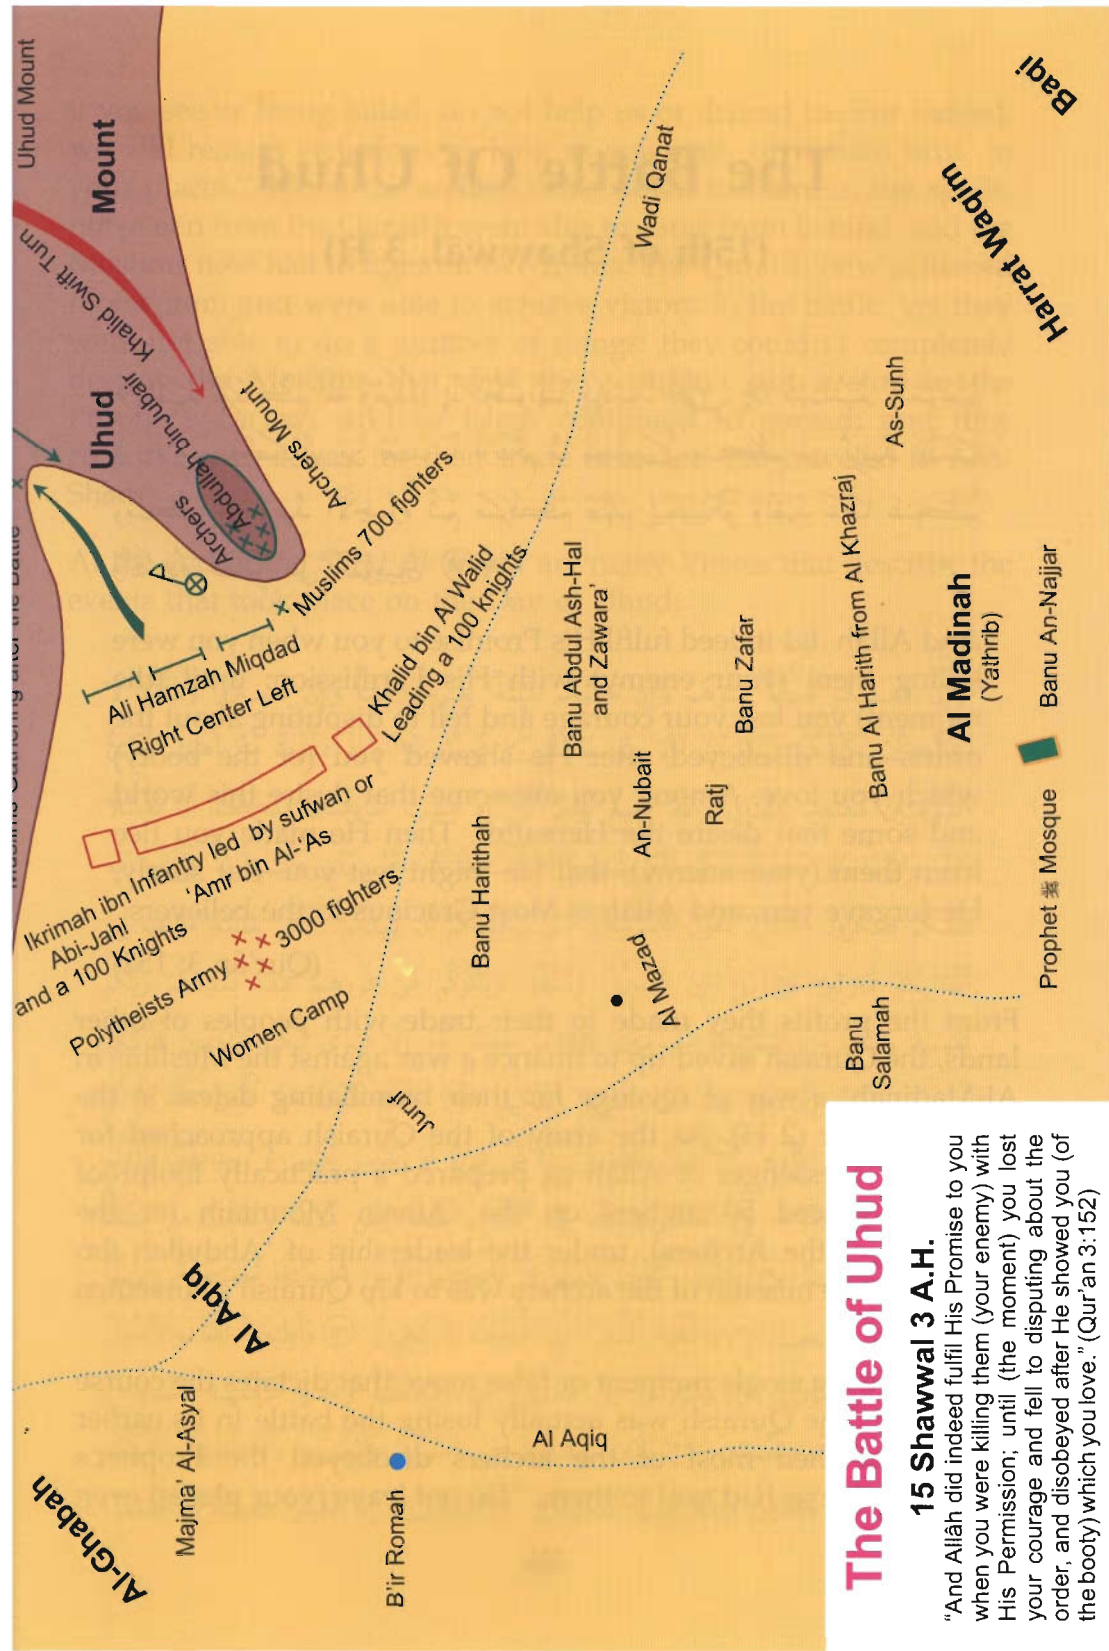 Uhud Mount
Mount
Uhud
Khalid Swift Turn
Archers
Abdullah binJubair
Archers Mount
Muslims 700 fighters
Ali Hamzah Miqdad
Right Center Left
Khalid bin Al Walid
Leading a 100 knights
Ikrimah ibn
Abi-Jahl
and a 100 Knights
Infantry led by sufwan or
'Amr bin Al-'As
Polytheists Army
3000 fighters
Women Camp
Wadi Qanat
Baqi
Harrat Waqim
As-Sunh
Banu Abdul Ash-Hal
and Zawara'
Banu Zafar
Banu Al Harith from Al Khazraj
Al Madinah
(Yathrib)
Banu An-Najjar
An-Nubait
Ratj
Banu Harithah
Prophet ﷺ Mosque
Al Mazad
Banu
Salamah
Juruf
Al Aqiq
Al Aqiq
Al-Ghabah
Majma' Al-Asyal
B'ir Romah
The Battle of Uhud
15 Shawwal 3 A.H.
“And Allâh did indeed fulfil His Promise to you
when you were killing them (your enemy) with
His Permission; until (the moment) you lost
your courage and fell to disputing about the
order, and disobeyed after He showed you (of
the booty) which you love.” (Qur'an 3:152)